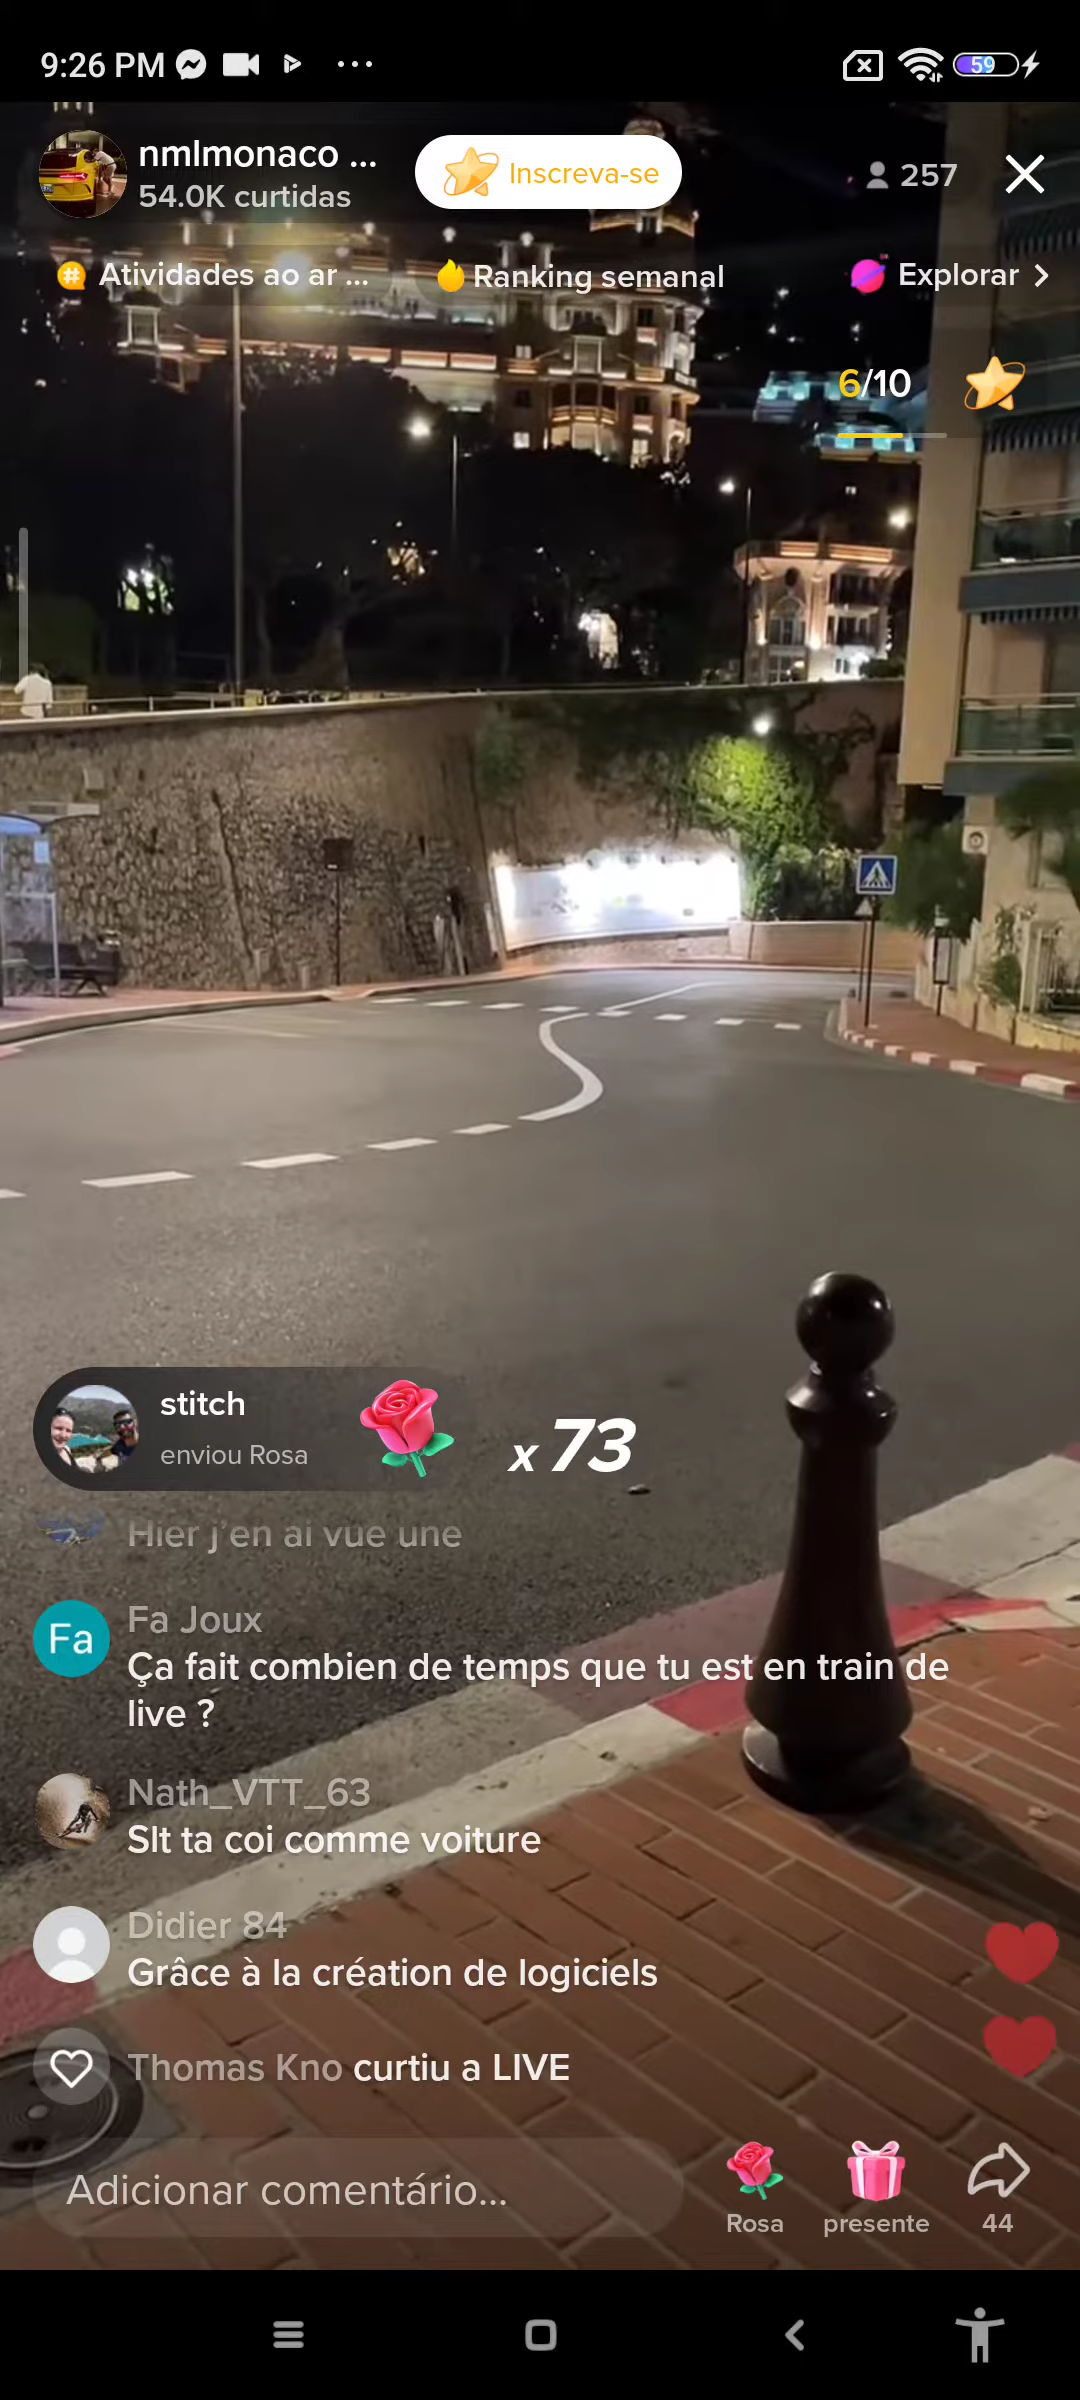 9:26 PM
59
nmlmonaco ...
54.0K curtidas
Inscreva-se
257
Atividades ao ar ...
Ranking semanal
Explorar
6/10
stitch
enviou Rosa
x 73
Hier j'en ai vue une
Fa
Fa Joux
Ça fait combien de temps que tu est en train de
live ?
Nath_VTT_63
Slt ta coi comme voiture
Didier 84
Grâce à la création de logiciels
Thomas Kno curtiu a LIVE
Adicionar comentário...
Rosa
presente
44